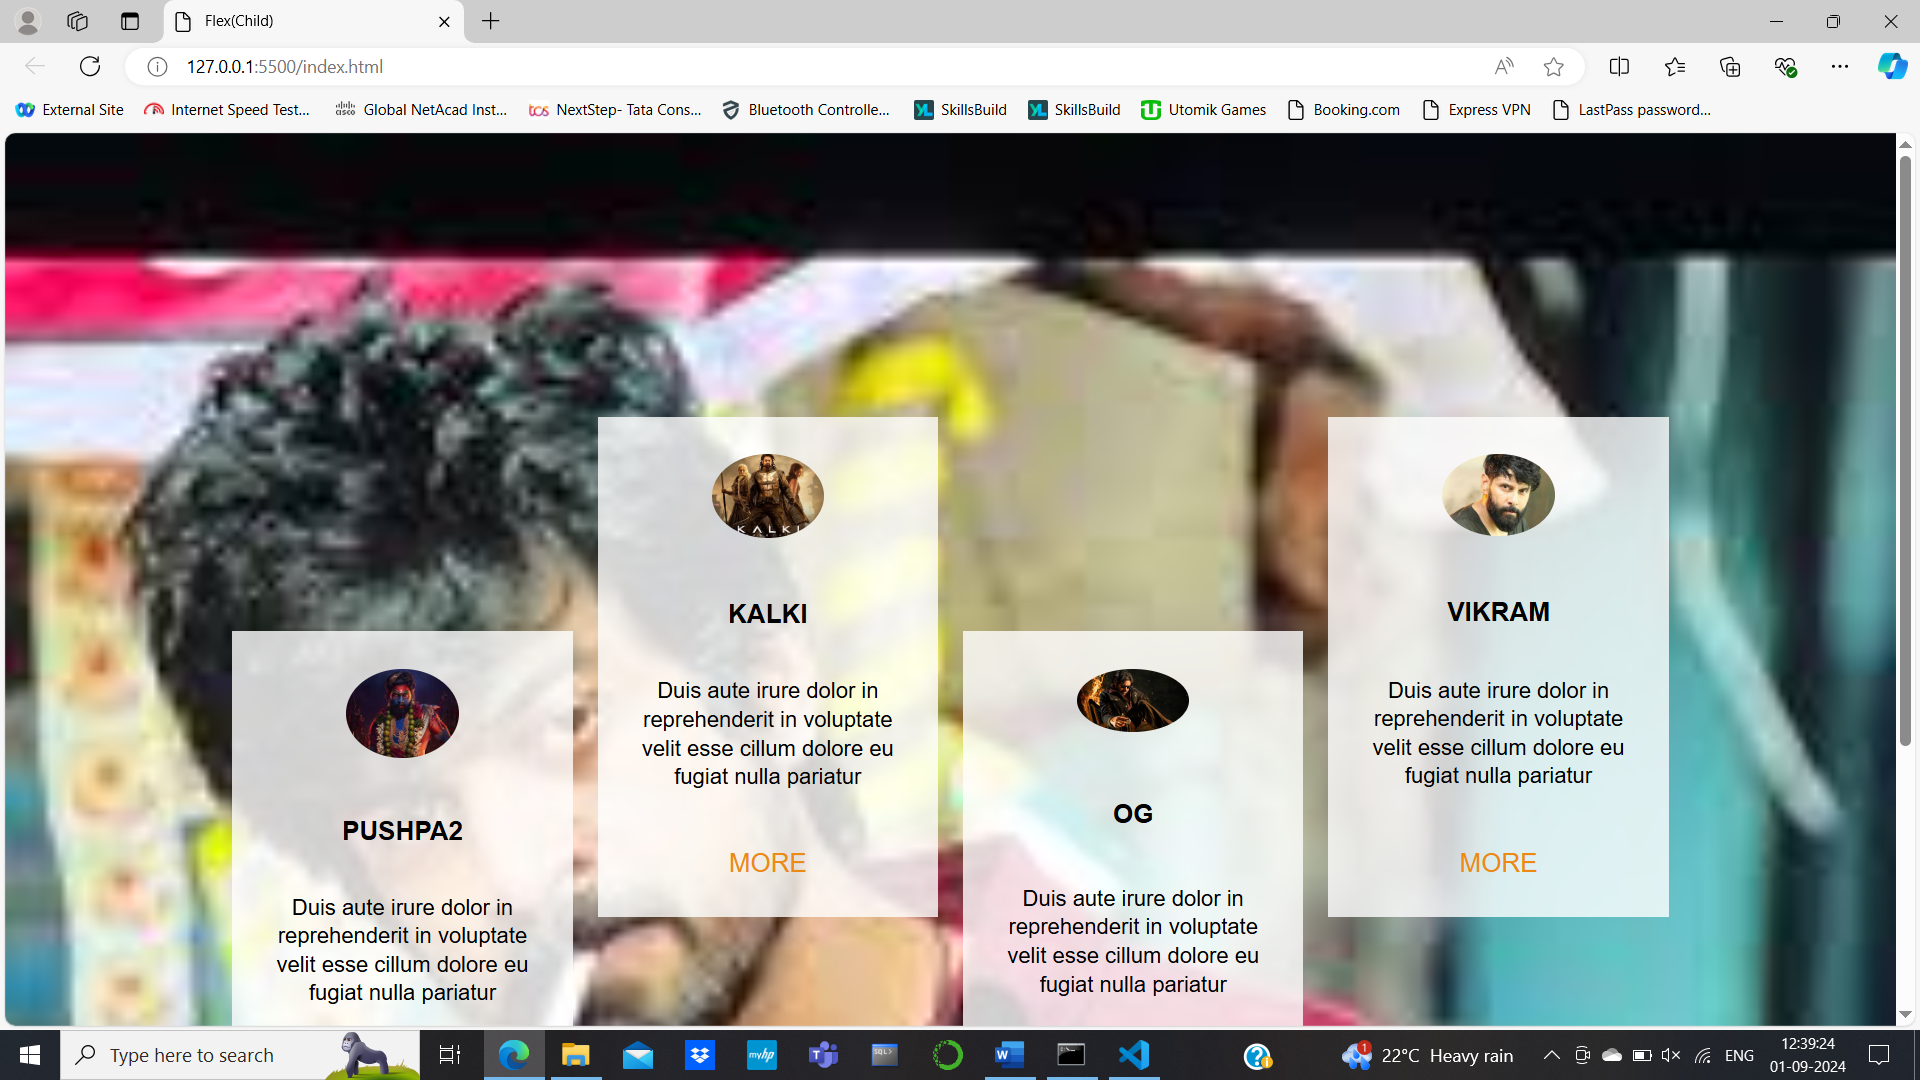 Flex(Child)
127.0.0.1:5500/index.html
External Site
Internet Speed Test...
Global NetAcad Inst...
NextStep- Tata Cons...
Bluetooth Controlle...
SkillsBuild
SkillsBuild
Utomik Games
Booking.com
Express VPN
LastPass password...
KALKI
KALKI
Duis aute irure dolor in
reprehenderit in voluptate
velit esse cillum dolore eu
fugiat nulla pariatur
MORE
VIKRAM
Duis aute irure dolor in
reprehenderit in voluptate
velit esse cillum dolore eu
fugiat nulla pariatur
MORE
PUSHPA2
Duis aute irure dolor in
reprehenderit in voluptate
velit esse cillum dolore eu
fugiat nulla pariatur
OG
Duis aute irure dolor in
reprehenderit in voluptate
velit esse cillum dolore eu
fugiat nulla pariatur
Type here to search
22°C Heavy rain
ENG
12:39:24
01-09-2024